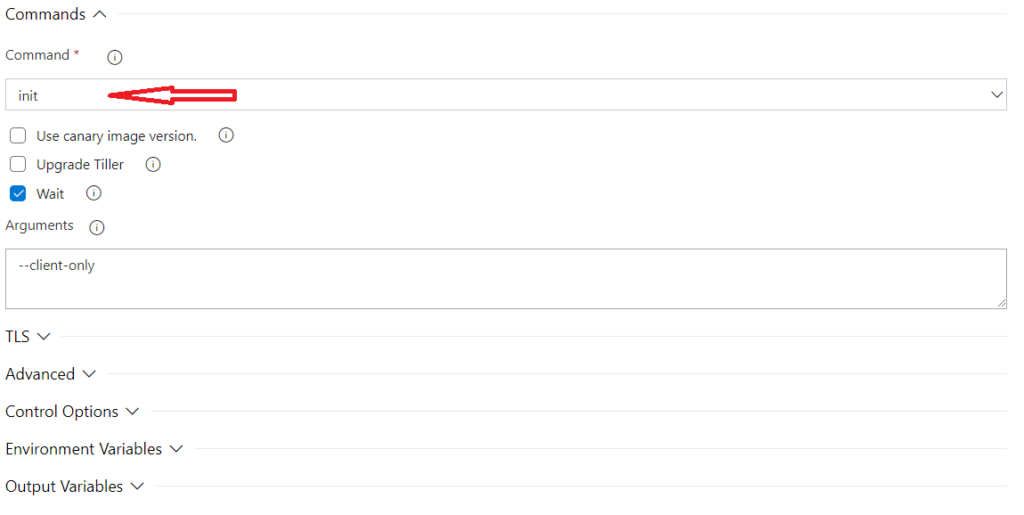 Commands
Command *
init
Use canary image version.
Upgrade Tiller
Wait
Arguments
--client-only
TLS
Advanced
Control Options
Environment Variables
Output Variables